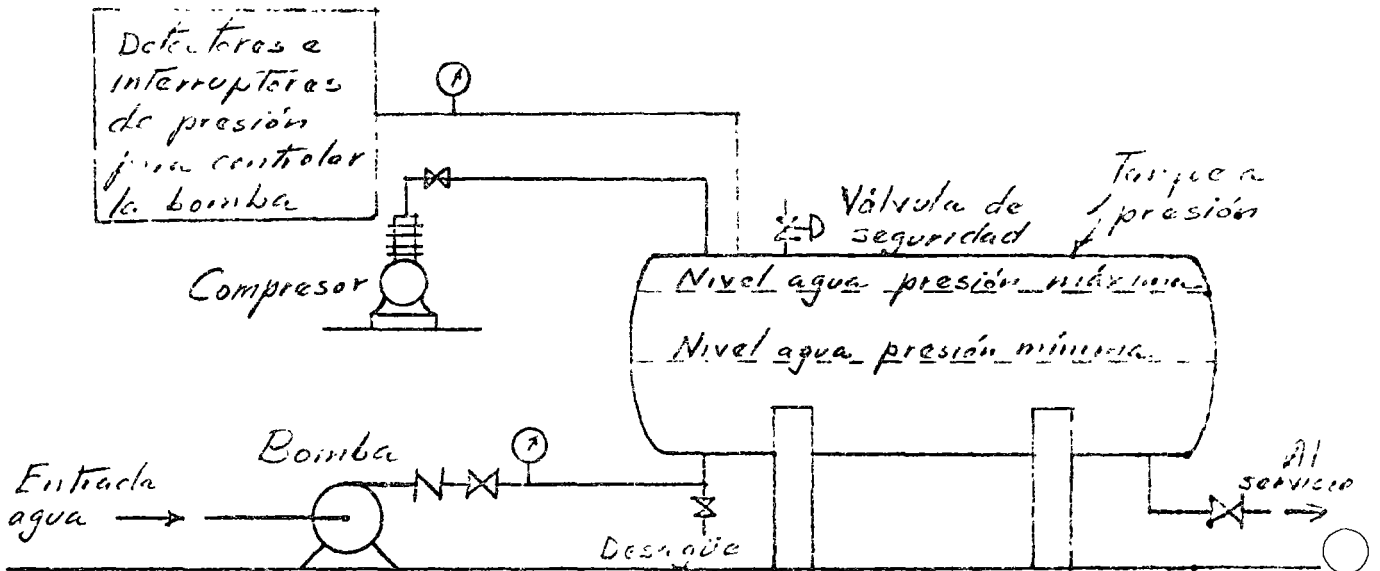 Detectores e
interruptores
de presión
para controlar
la bomba
Compresor
Válvula de
seguridad
Tanque a
presión
Nivel agua presión máxima
Nivel agua presión mínima
Bomba
Entrada
agua
Desagüe
Al
servicio